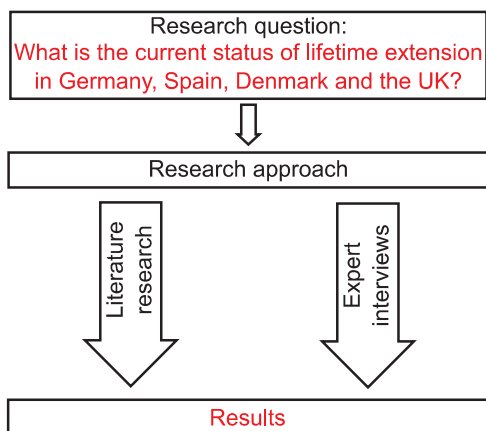 Research question:
What is the current status of lifetime extension
in Germany, Spain, Denmark and the UK?
Research approach
Literature
research
Expert
interviews
Results